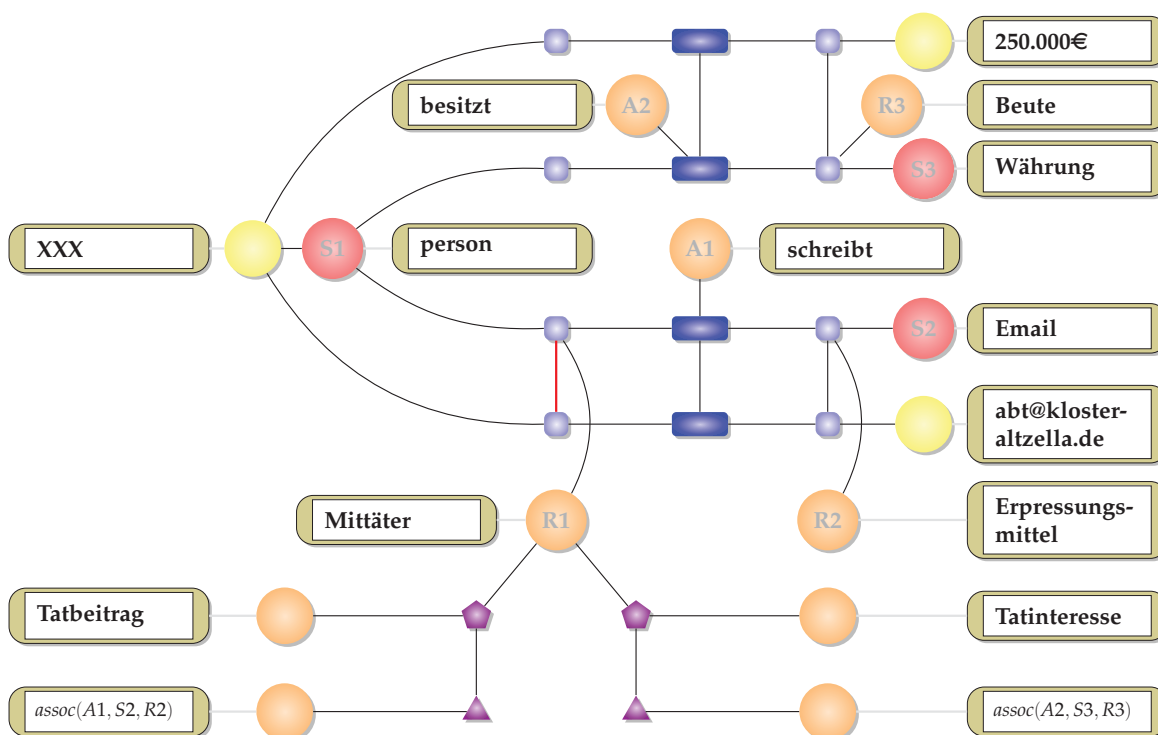 250.000€
besitzt
A2
R3
Beute
S3
Währung
XXX
S1
person
A1
schreibt
S2
Email
abt@kloster-
altzella.de
Mittäter
R1
R2
Erpressungs-
mittel
Tatbeitrag
Tatinteresse
assoc(A1, S2, R2)
assoc(A2, S3, R3)